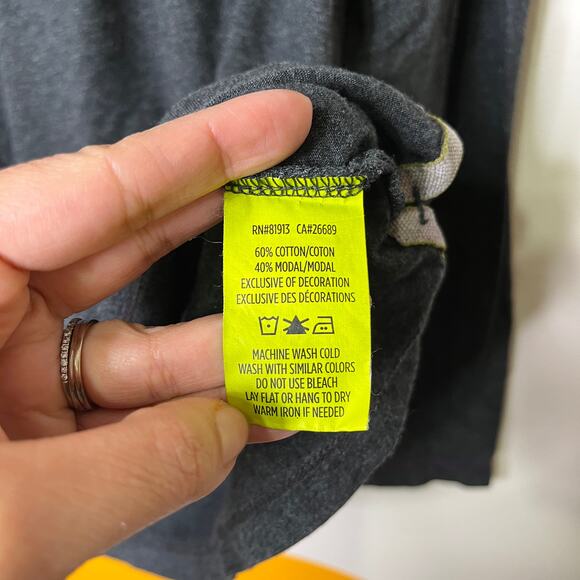 RN#81913 CA#26689
60% COTTON/COTON
40% MODAL/MODAL
EXCLUSIVE OF DECORATION
EXCLUSIVE DES DÉCORATIONS
MACHINE WASH COLD
WASH WITH SIMILAR COLORS
DO NOT USE BLEACH
LAY FLAT OR HANG TO DRY
WARM IRON IF NEEDED